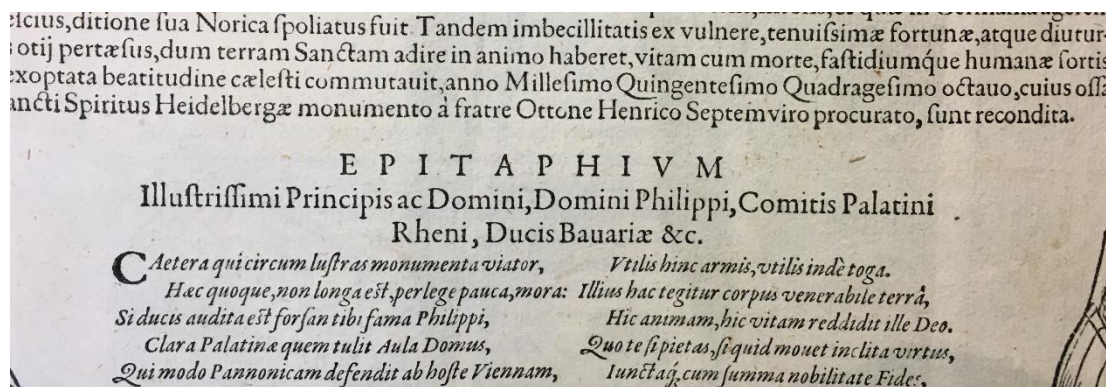 elcius,ditione ſua Norica ſpoliatus fuit Tandem imbecillitatis ex vulnere,tenuiſsimæ fortunæ,atque diutur-
otij pertæſus,dum terram Sanctam adire in animo haberet,vitam cum morte,faſtidiumq́ue humanæ ſortis
exoptata beatitudine cæleſti commutauit,anno Milleſimo Quingenteſimo Quadrageſimo octauo,cuius oſſa
ancti Spiritus Heidelbergæ monumento à fratre Ottone Henrico Septemviro procurato, ſunt recondita.
E P I T A P H I V M
Illuſtriſſimi Principis ac Domini,Domini Philippi,Comitis Palatini
Rheni, Ducis Bauariæ &c.
CAetera qui circum luſtras monumenta viator,
Hæc quoque,non longa eſt,perlege pauca,mora:
Si ducis audita eſt forſan tibi fama Philippi,
Clara Palatinæ quem tulit Aula Domus,
Qui modo Pannonicam defendit ab hoſte Viennam,
Vtilis hinc armis,vtilis indè toga.
Illius hac tegitur corpus venerabile terrâ,
Hic animam,hic vitam reddidit ille Deo.
Quo te ſi pietas,ſi quid mouet inclita virtus,
Iunctaq́; cum ſumma nobilitate Fides,